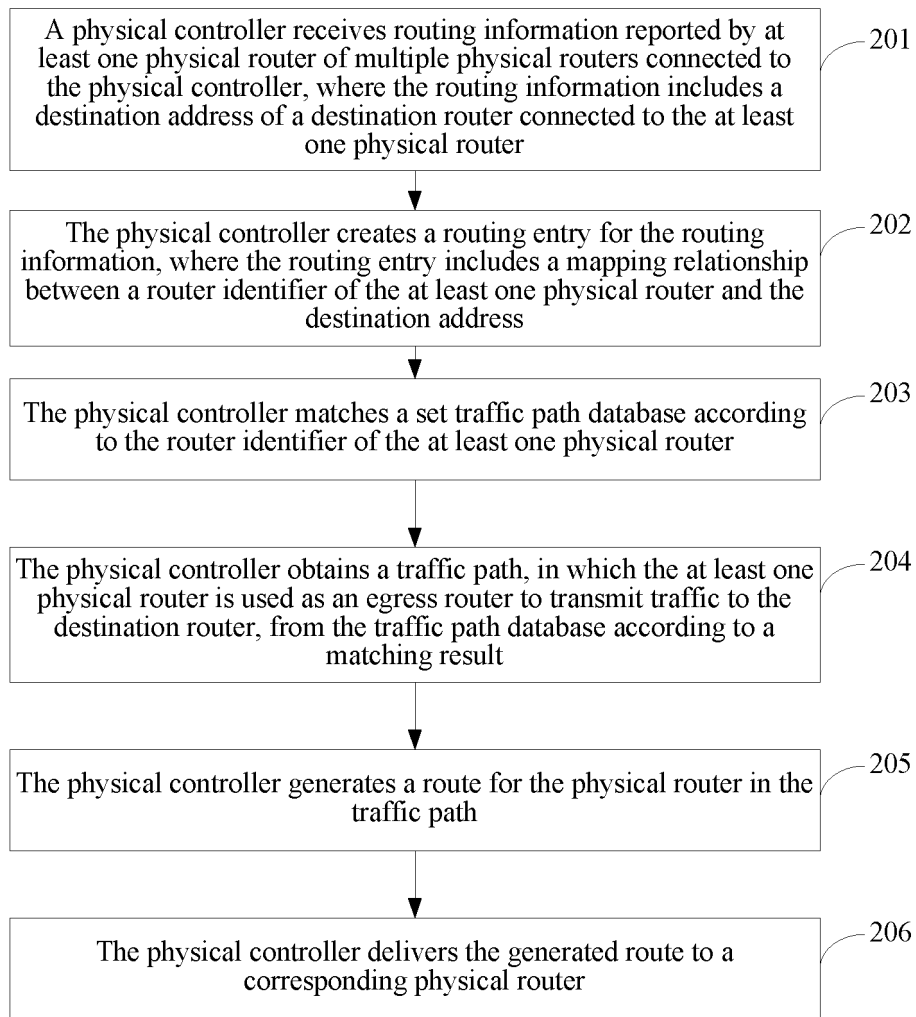 A physical controller receives routing information reported by at
least one physical router of multiple physical routers connected to
the physical controller, where the routing information includes a
destination address of a destination router connected to the at least
one physical router
201
The physical controller creates a routing entry for the routing
information, where the routing entry includes a mapping relationship
between a router identifier of the at least one physical router and the
destination address
202
The physical controller matches a set traffic path database according
to the router identifier of the at least one physical router
203
The physical controller obtains a traffic path, in which the at least one
physical router is used as an egress router to transmit traffic to the
destination router, from the traffic path database according to a
matching result
204
The physical controller generates a route for the physical router in the
traffic path
205
The physical controller delivers the generated route to a
corresponding physical router
206